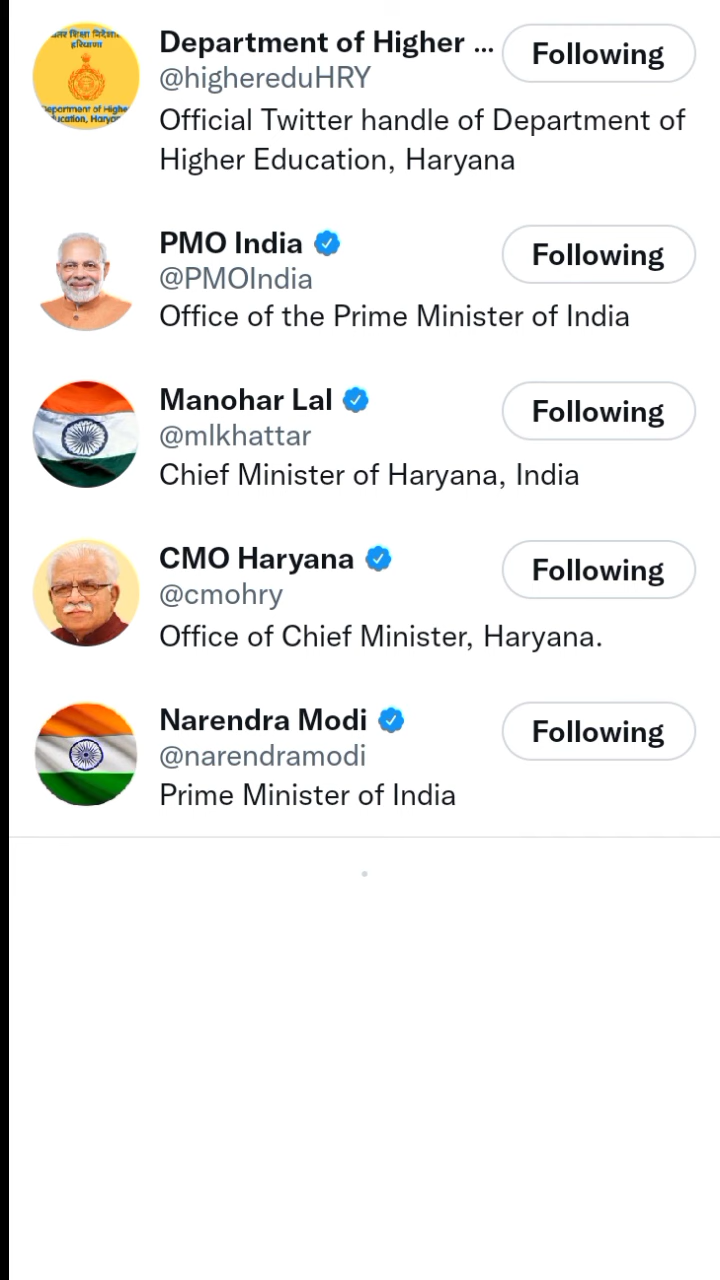 हरियाणा
Department of Higher ...
Following
@highereduHRY
Official Twitter handle of Department of
Higher Education, Haryana
PMO India
Following
@PMOIndia
Office of the Prime Minister of India
Manohar Lal
Following
@mlkhattar
Chief Minister of Haryana, India
CMO Haryana
Following
@cmohry
Office of Chief Minister, Haryana.
Narendra Modi
Following
@narendramodi
Prime Minister of India